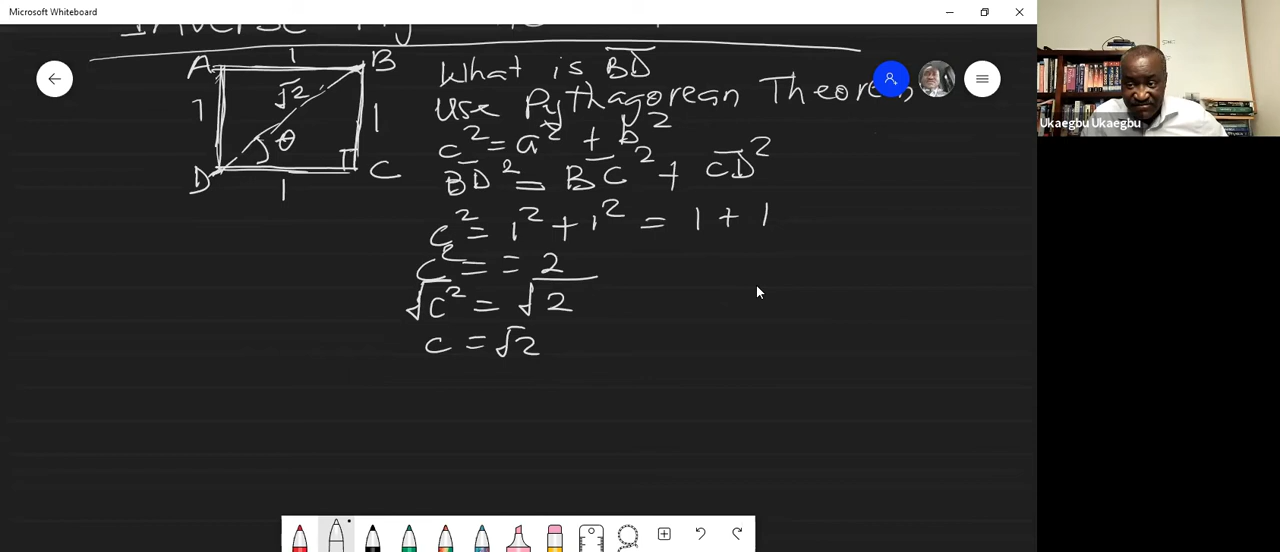 Microsoft Whiteboard
Inverse
A 1 B
What is BD
√2
Use Pythagorean Theorem
1 θ 1
c² = a² + b²
D 1 C
BD² = BC² + CD²
c² = 1² + 1² = 1 + 1
c² = = 2
√c² = √2
c = √2
Ukaegbu Ukaegbu